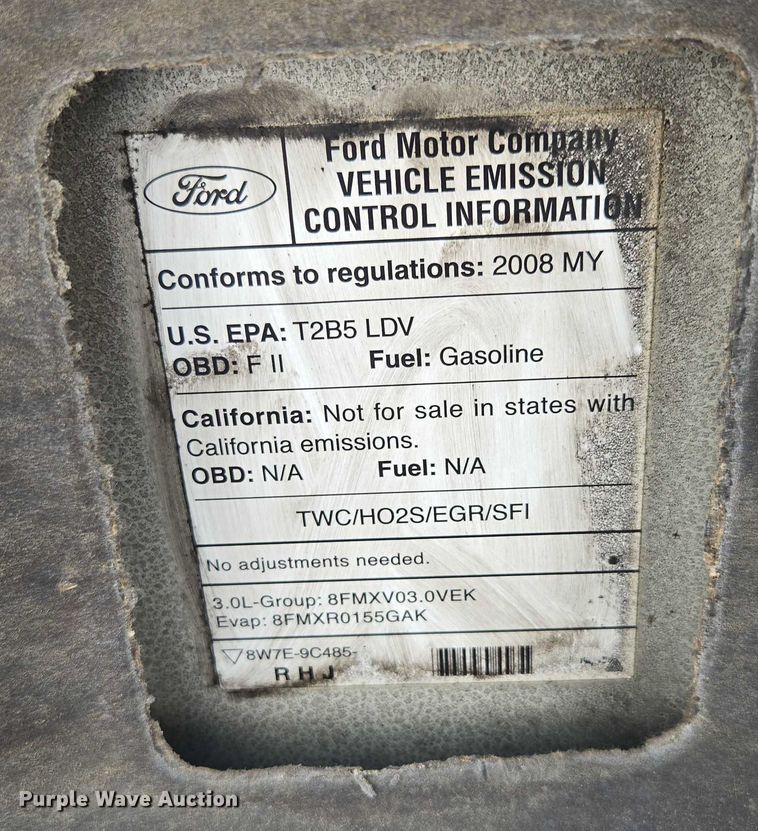 Ford
Ford Motor Company
VEHICLE EMISSION
CONTROL INFORMATION
Conforms to regulations: 2008 MY
U.S. EPA: T2B5 LDV
OBD: F II Fuel: Gasoline
California: Not for sale in states with
California emissions.
OBD: N/A Fuel: N/A
TWC/HO2S/EGR/SFI
No adjustments needed.
3.0L-Group: 8FMXV03.0VEK
Evap: 8FMXR0155GAK
8W7E-9C485-
R H J
Purple Wave Auction